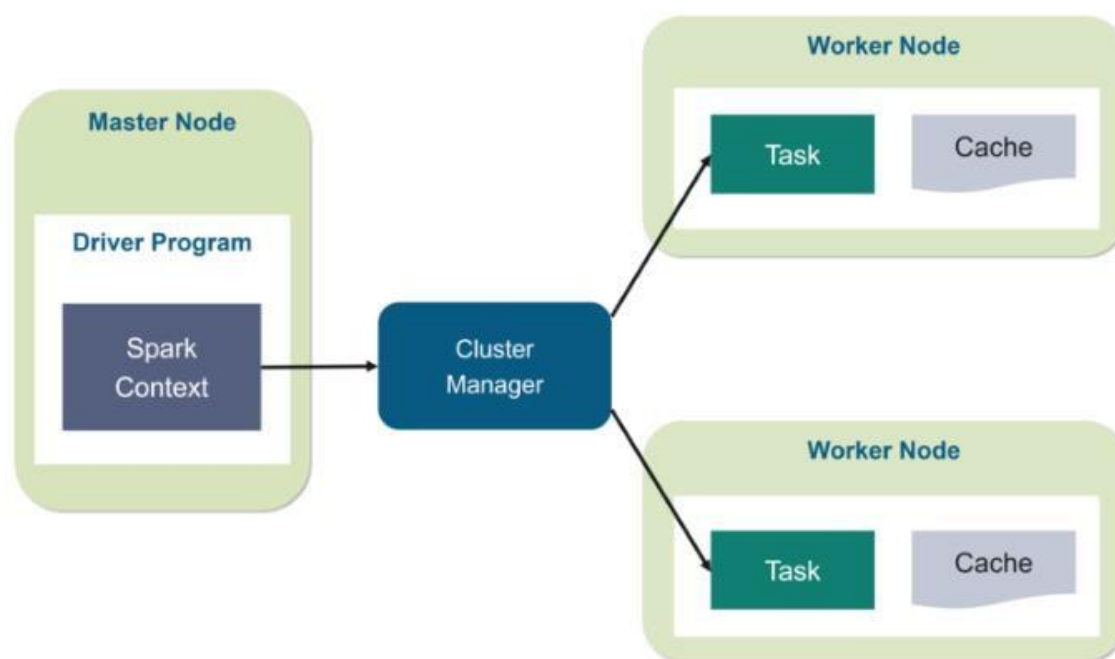 Master Node
Driver Program
Spark
Context
Cluster
Manager
Worker Node
Task
Cache
Worker Node
Task
Cache